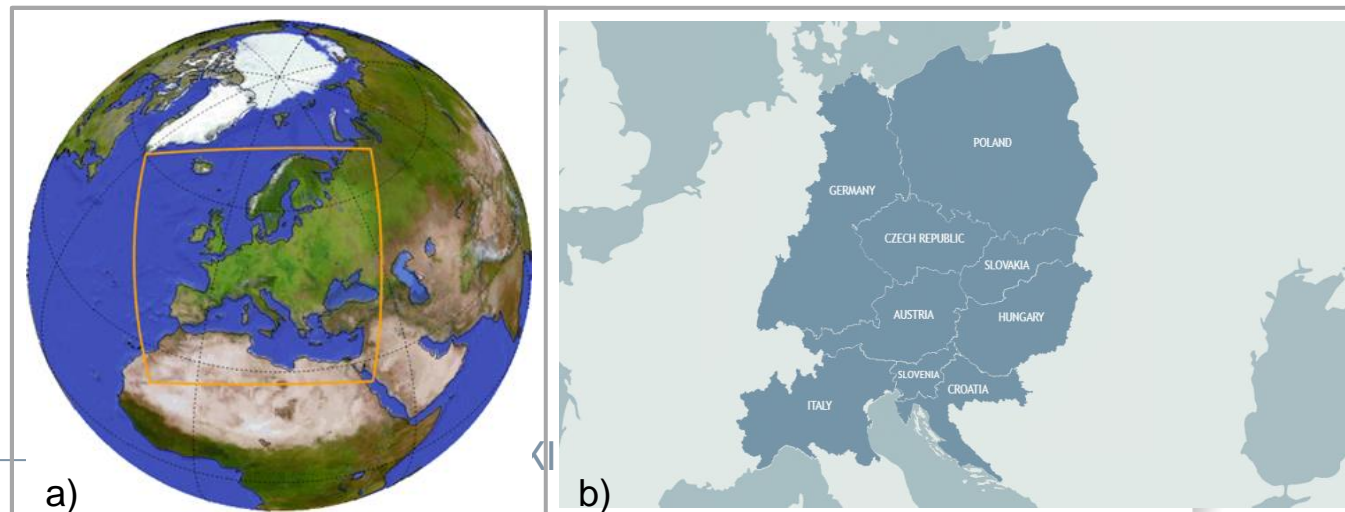 a)
b)
POLAND
GERMANY
CZECH REPUBLIC
SLOVAKIA
AUSTRIA
HUNGARY
SLOVENIA
CROATIA
ITALY